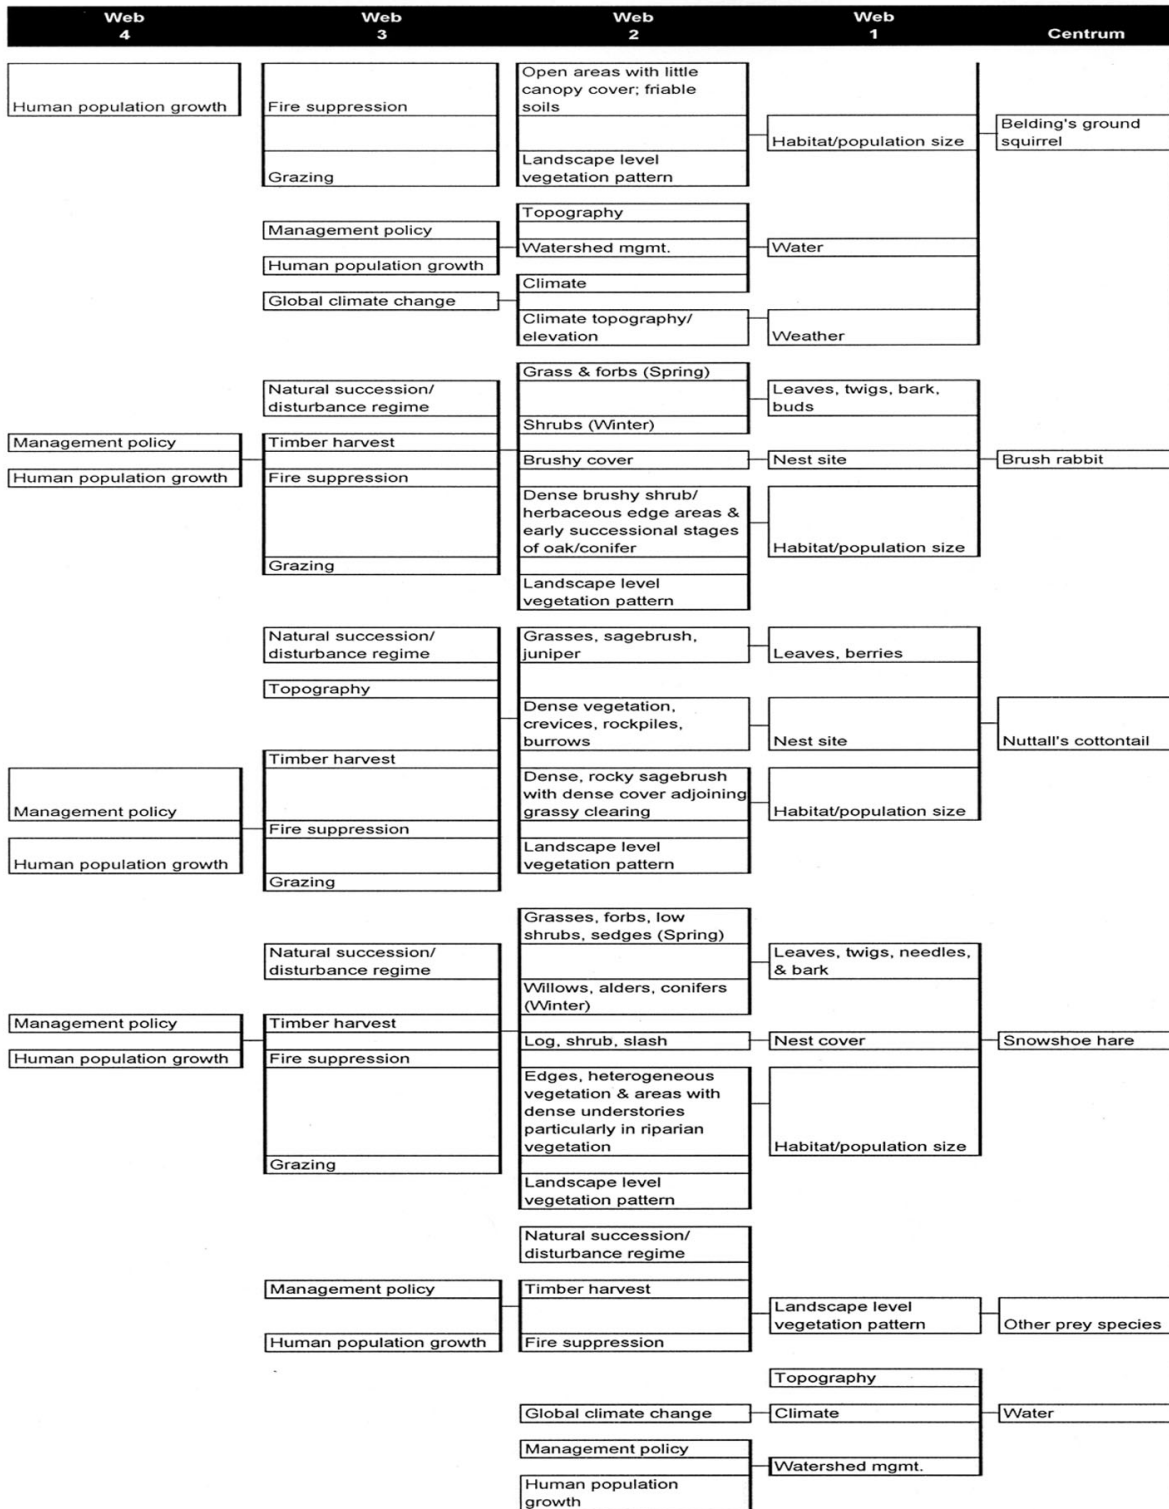 Web Web Web Web
4 3 2 1 Centrum
Open areas with little
canopy cover; friable
Human population growth Fire suppression soils
Belding's ground
Habitat/population size squirrel
Landscape level
Grazing vegetation pattern
Topography
Management policy
Watershed mgmt. Water
Human population growth
Climate
Global climate change
Climate topography/
elevation Weather
Grass & forbs (Spring)
Natural succession/ Leaves, twigs, bark,
disturbance regime buds
Shrubs (Winter)
Management policy Timber harvest
Brushy cover Nest site Brush rabbit
Human population growth Fire suppression
Dense brushy shrub/
herbaceous edge areas &
early successional stages
of oak/conifer Habitat/population size
Grazing
Landscape level
vegetation pattern
Natural succession/ Grasses, sagebrush,
disturbance regime juniper Leaves, berries
Topography
Dense vegetation,
crevices, rockpiles,
burrows Nest site Nuttall's cottontail
Timber harvest
Dense, rocky sagebrush
with dense cover adjoining
Management policy grassy clearing Habitat/population size
Fire suppression
Landscape level
Human population growth vegetation pattern
Grazing
Grasses, forbs, low
shrubs, sedges (Spring)
Natural succession/ Leaves, twigs, needles,
disturbance regime & bark
Willows, alders, conifers
(Winter)
Management policy Timber harvest
Log, shrub, slash Nest cover Snowshoe hare
Human population growth Fire suppression
Edges, heterogeneous
vegetation & areas with
dense understories
particularly in riparian
vegetation Habitat/population size
Grazing
Landscape level
vegetation pattern
Natural succession/
disturbance regime
Management policy Timber harvest
Landscape level
vegetation pattern Other prey species
Human population growth Fire suppression
Topography
Global climate change Climate Water
Management policy
Watershed mgmt.
Human population
growth